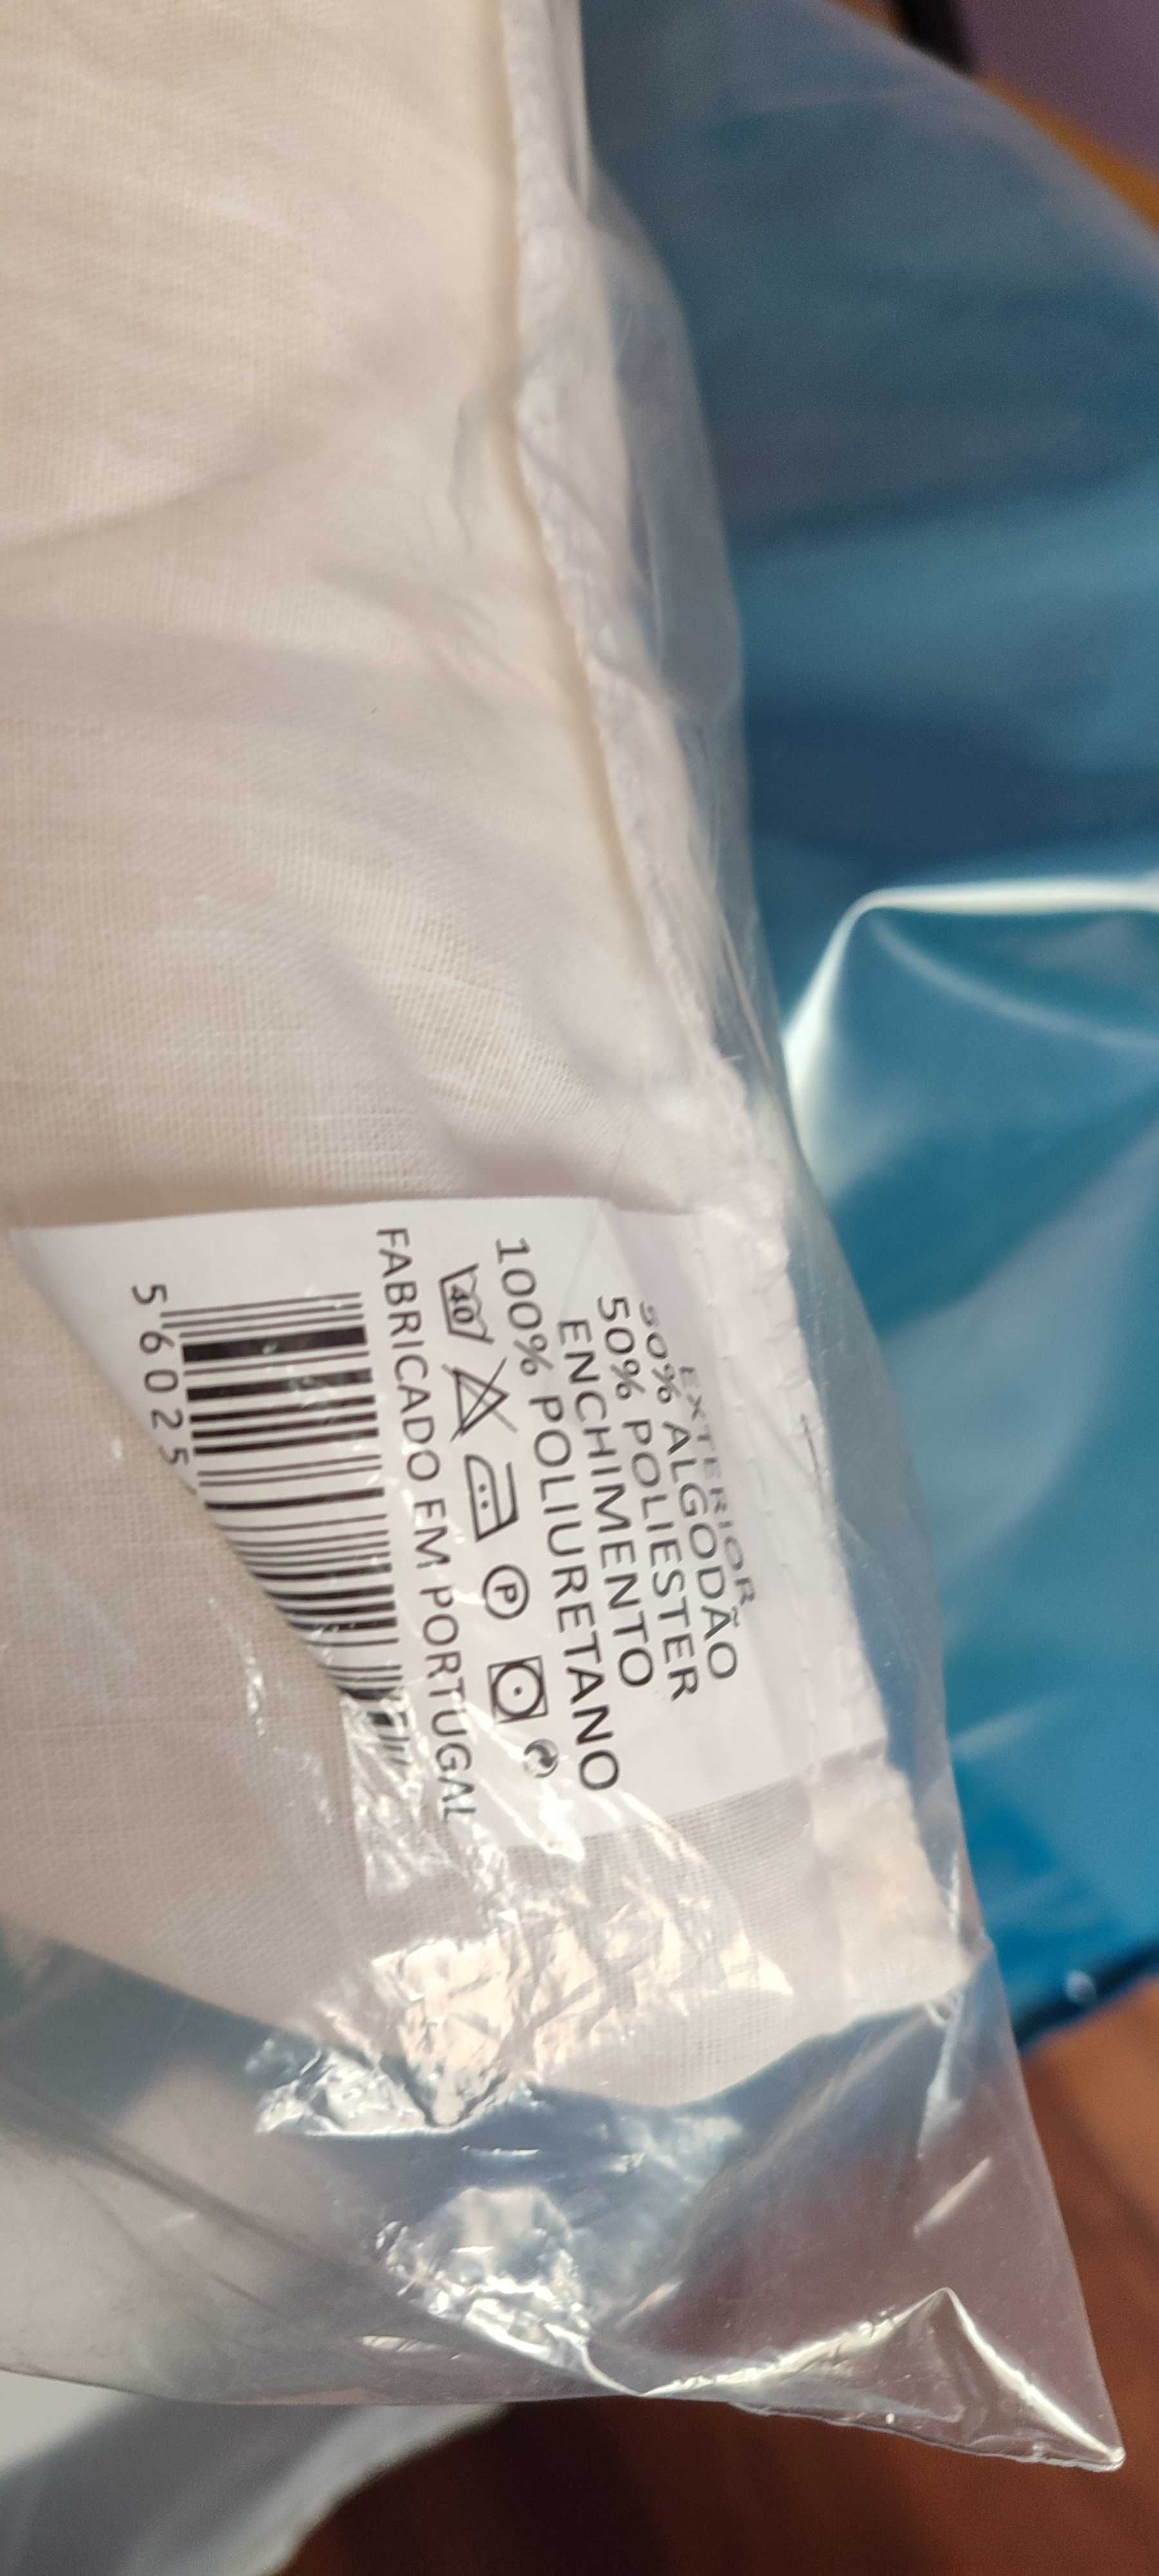 EXTERIOR
50% ALGODÃO
50% POLIESTER
ENCHIMENTO
100% POLIURETANO
40 P
FABRICADO EM PORTUGAL
5 6025